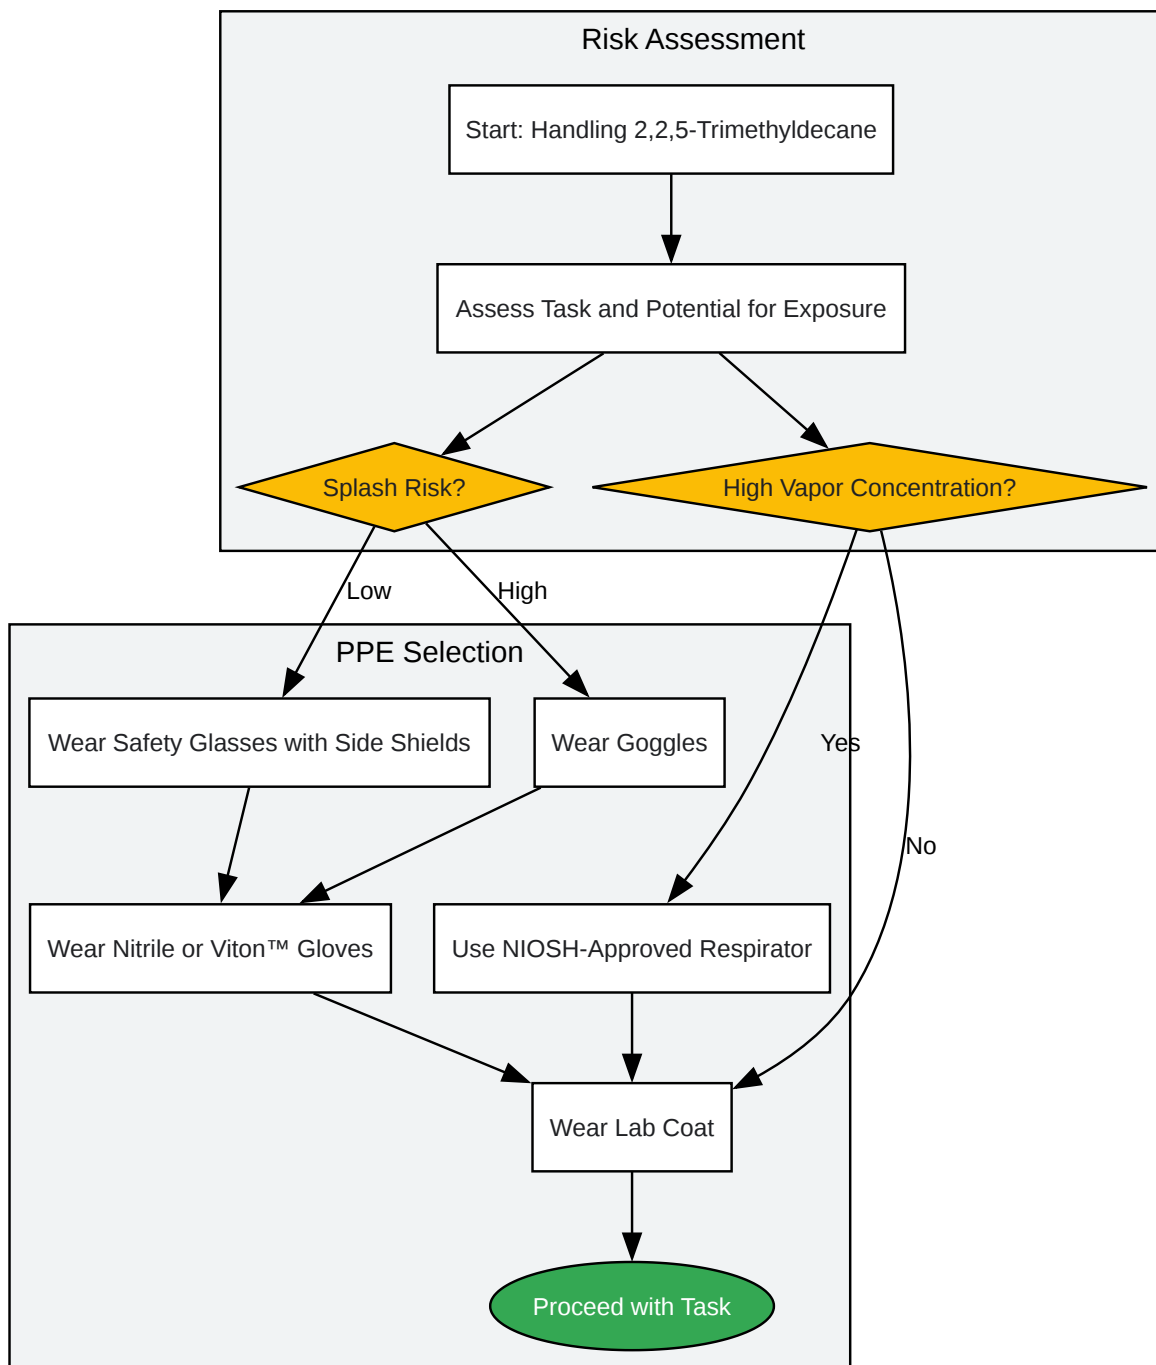 Risk Assessment
Start: Handling 2,2,5-Trimethyldecane
Assess Task and Potential for Exposure
Splash Risk?
High Vapor Concentration?
Low
High
PPE Selection
Wear Safety Glasses with Side Shields
Wear Goggles
Yes
No
Wear Nitrile or Viton™ Gloves
Use NIOSH-Approved Respirator
Wear Lab Coat
Proceed with Task